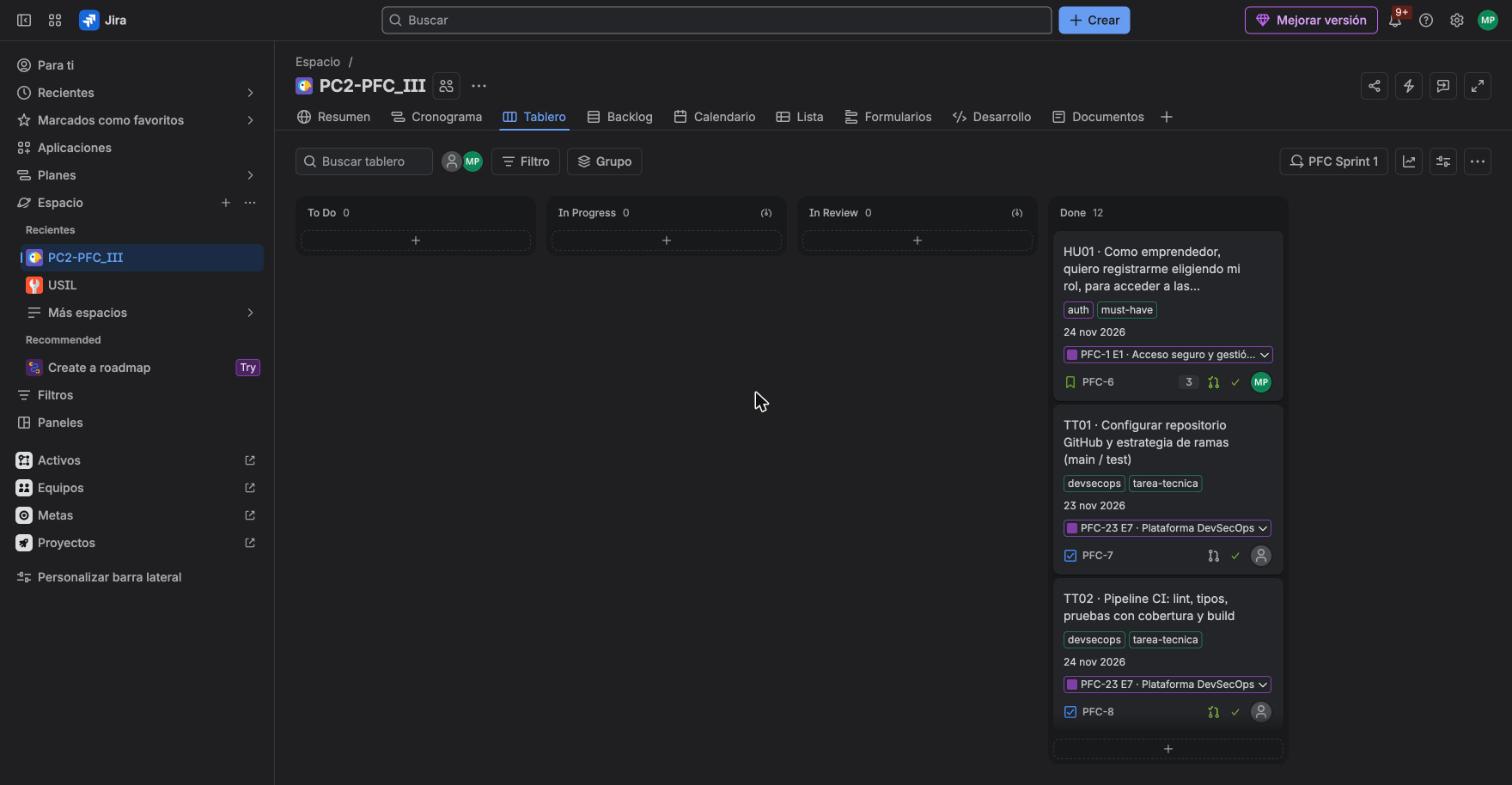 Jira
Buscar
Crear
Mejorar versión
9+
MP
Para ti
Recientes
Marcados como favoritos
Aplicaciones
Planes
Espacio
Recientes
PC2-PFC_III
USIL
Más espacios
Recommended
Create a roadmap
Try
Filtros
Paneles
Activos
Equipos
Metas
Proyectos
Personalizar barra lateral
Espacio /
PC2-PFC_III
Resumen
Cronograma
Tablero
Backlog
Calendario
Lista
Formularios
Desarrollo
Documentos
Buscar tablero
MP
Filtro
Grupo
PFC Sprint 1
To Do 0
In Progress 0
In Review 0
Done 12
HU01 · Como emprendedor,
quiero registrarme eligiendo mi
rol, para acceder a las...
auth must-have
24 nov 2026
PFC-1 E1 · Acceso seguro y gestió...
PFC-6 3 MP
TT01 · Configurar repositorio
GitHub y estrategia de ramas
(main / test)
devsecops tarea-tecnica
23 nov 2026
PFC-23 E7 · Plataforma DevSecOps
PFC-7
TT02 · Pipeline CI: lint, tipos,
pruebas con cobertura y build
devsecops tarea-tecnica
24 nov 2026
PFC-23 E7 · Plataforma DevSecOps
PFC-8